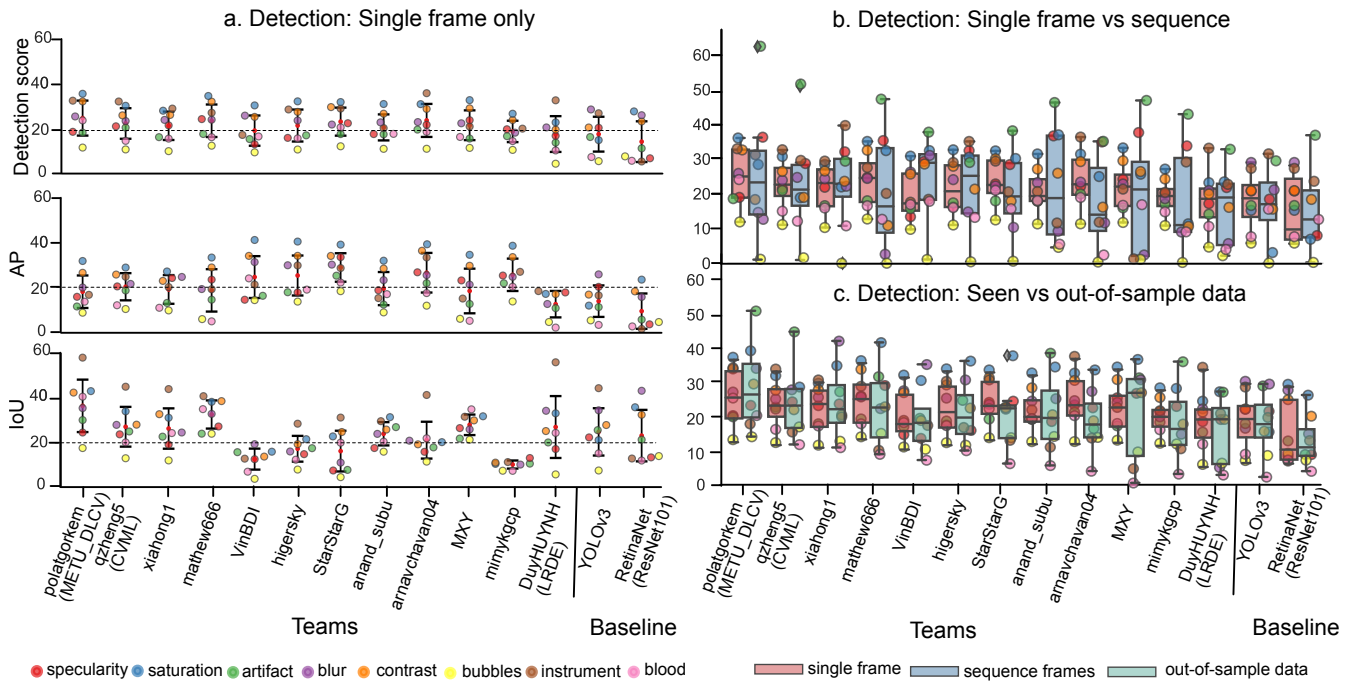 a. Detection: Single frame only
Detection score
60
40
20
0
AP
60
40
20
0
IoU
60
40
20
0
polatgorkem
(METU_DLCV)
qzheng5
(CVML)
xiahong1
mathew666
VinBDI
higersky
StarStarG
anand_subu
arnavchavan04
MXY
mimykgcp
DuyHUYNH
(LRDE)
YOLOv3
RetinaNet
(ResNet101)
Teams
Baseline
b. Detection: Single frame vs sequence
60
50
40
30
20
10
0
c. Detection: Seen vs out-of-sample data
60
50
40
30
20
10
0
polatgorkem
(METU_DLCV)
qzheng5
(CVML)
xiahong1
mathew666
VinBDI
higersky
StarStarG
anand_subu
arnavchavan04
MXY
mimykgcp
DuyHUYNH
(LRDE)
YOLOv3
RetinaNet
(ResNet101)
Teams
Baseline
specularity saturation artifact blur contrast bubbles instrument blood
single frame sequence frames out-of-sample data